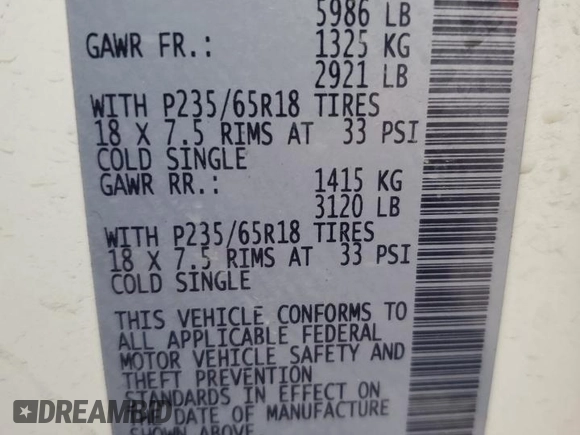 5986 LB
GAWR FR.: 1325 KG
2921 LB
WITH P235/65R18 TIRES
18 X 7.5 RIMS AT 33 PSI
COLD SINGLE
GAWR RR.: 1415 KG
3120 LB
WITH P235/65R18 TIRES
18 X 7.5 RIMS AT 33 PSI
COLD SINGLE
THIS VEHICLE CONFORMS TO
ALL APPLICABLE FEDERAL
MOTOR VEHICLE SAFETY AND
THEFT PREVENTION
STANDARDS IN EFFECT ON
THE DATE OF MANUFACTURE
SHOWN ABOVE
DREAMBID